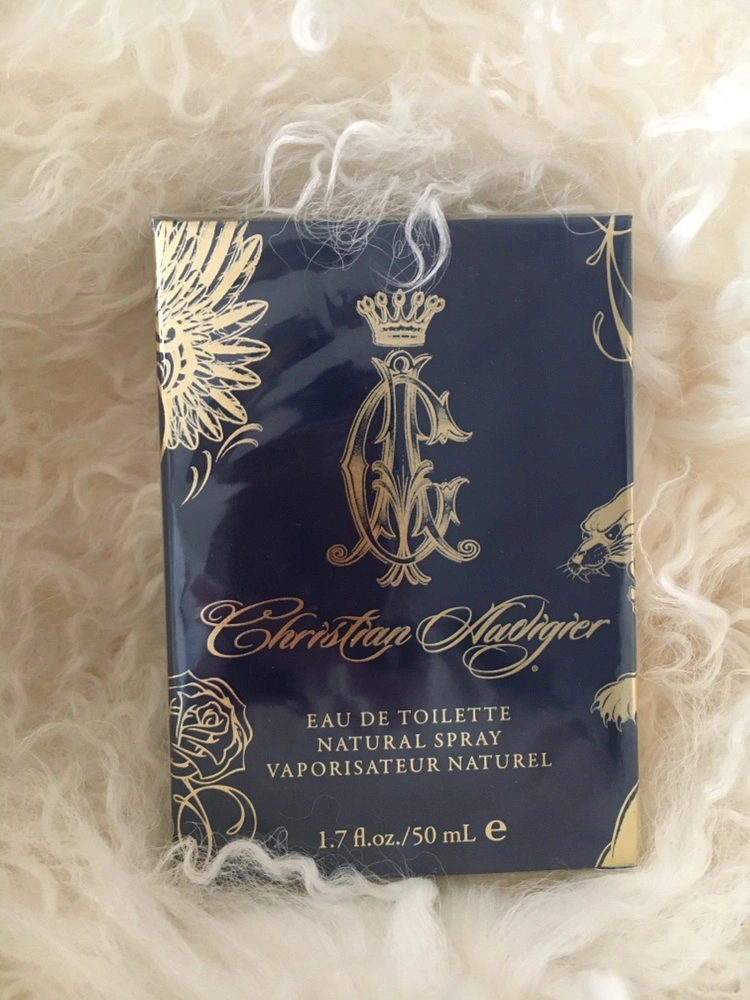 Christian Audigier
EAU DE TOILETTE
NATURAL SPRAY
VAPORISATEUR NATUREL
1.7 fl.oz./50 mL e